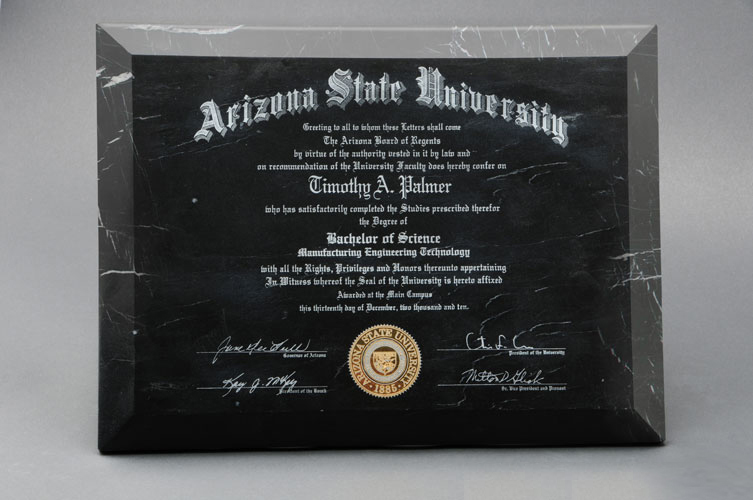 Arizona State University
Greeting to all to whom these Letters shall come
The Arizona Board of Regents
by virtue of the authority vested in it by law and
on recommendation of the University Faculty does hereby confer on
Timothy A. Palmer
who has satisfactorily completed the Studies prescribed therefor
the Degree of
Bachelor of Science
Manufacturing Engineering Technology
with all the Rights, Privileges and Honors thereunto appertaining
In Witness whereof the Seal of the University is hereto affixed
Awarded at the Main Campus
this thirteenth day of December, two thousand and ten.
Governor of Arizona
President of the University
ARIZONA STATE UNIVERSITY
1885
President of the
Sr. Vice President and Provost